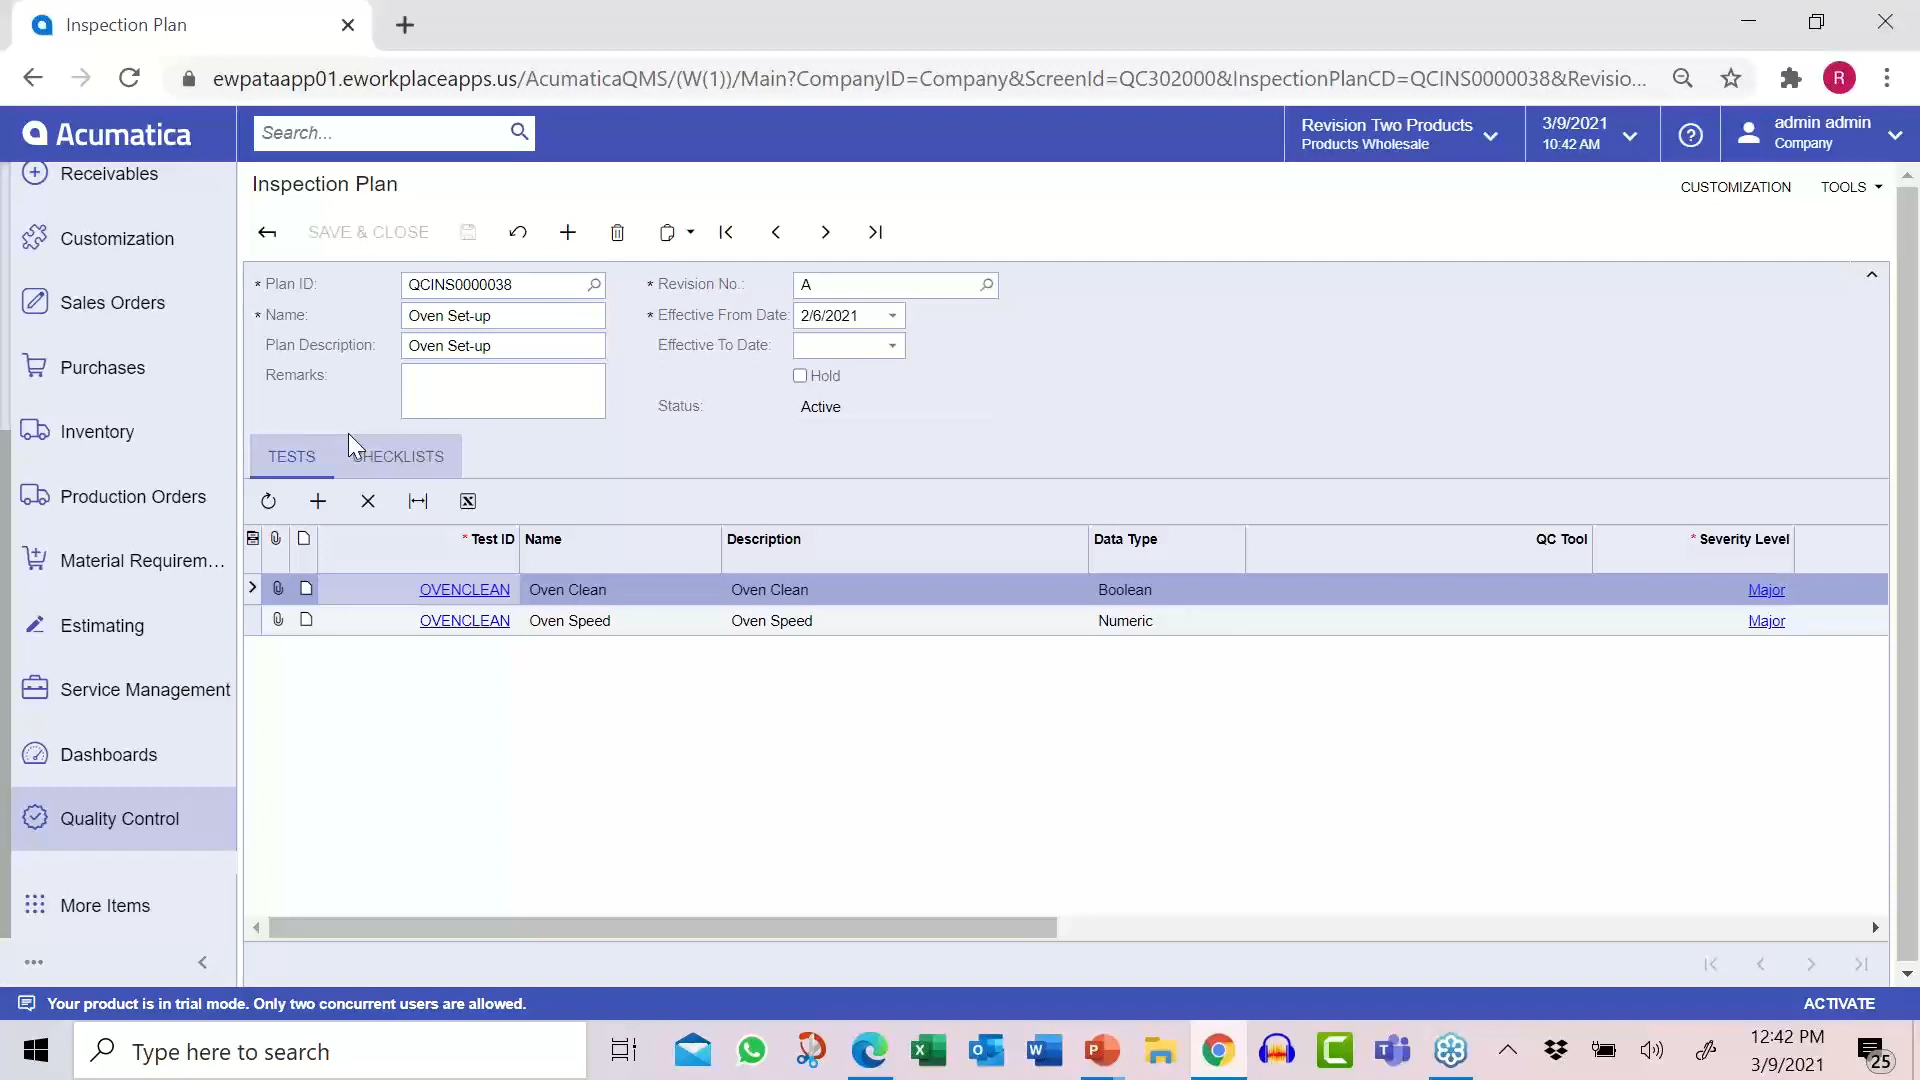 Inspection Plan
ewpataapp01.eworkplaceapps.us/AcumaticaQMS/(W(1))/Main?CompanyID=Company&ScreenId=QC302000&InspectionPlanCD=QCINS0000038&Revisio...
R
Acumatica
Search...
Revision Two Products
Products Wholesale
3/9/2021
10:42 AM
admin admin
Company
Receivables
Customization
Sales Orders
Purchases
Inventory
Production Orders
Material Requirem...
Estimating
Service Management
Dashboards
Quality Control
More Items
Inspection Plan
CUSTOMIZATION
TOOLS
SAVE & CLOSE
* Plan ID: QCINS0000038
* Revision No.: A
* Name: Oven Set-up
* Effective From Date: 2/6/2021
Plan Description: Oven Set-up
Effective To Date:
Remarks:
Hold
Status: Active
TESTS
CHECKLISTS
* Test ID Name Description Data Type QC Tool * Severity Level
OVENCLEAN Oven Clean Oven Clean Boolean Major
OVENCLEAN Oven Speed Oven Speed Numeric Major
Your product is in trial mode. Only two concurrent users are allowed.
ACTIVATE
Type here to search
12:42 PM
3/9/2021
25